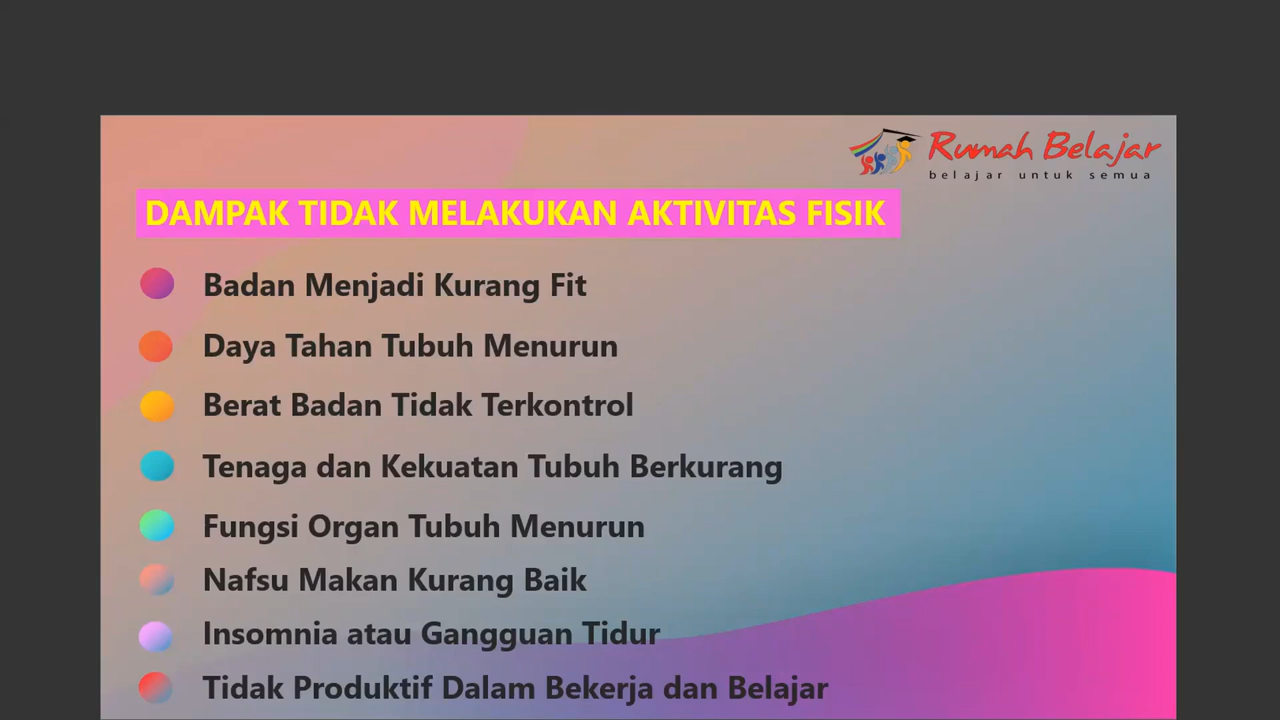 Rumah Belajar
belajar untuk semua
DAMPAK TIDAK MELAKUKAN AKTIVITAS FISIK
Badan Menjadi Kurang Fit
Daya Tahan Tubuh Menurun
Berat Badan Tidak Terkontrol
Tenaga dan Kekuatan Tubuh Berkurang
Fungsi Organ Tubuh Menurun
Nafsu Makan Kurang Baik
Insomnia atau Gangguan Tidur
Tidak Produktif Dalam Bekerja dan Belajar